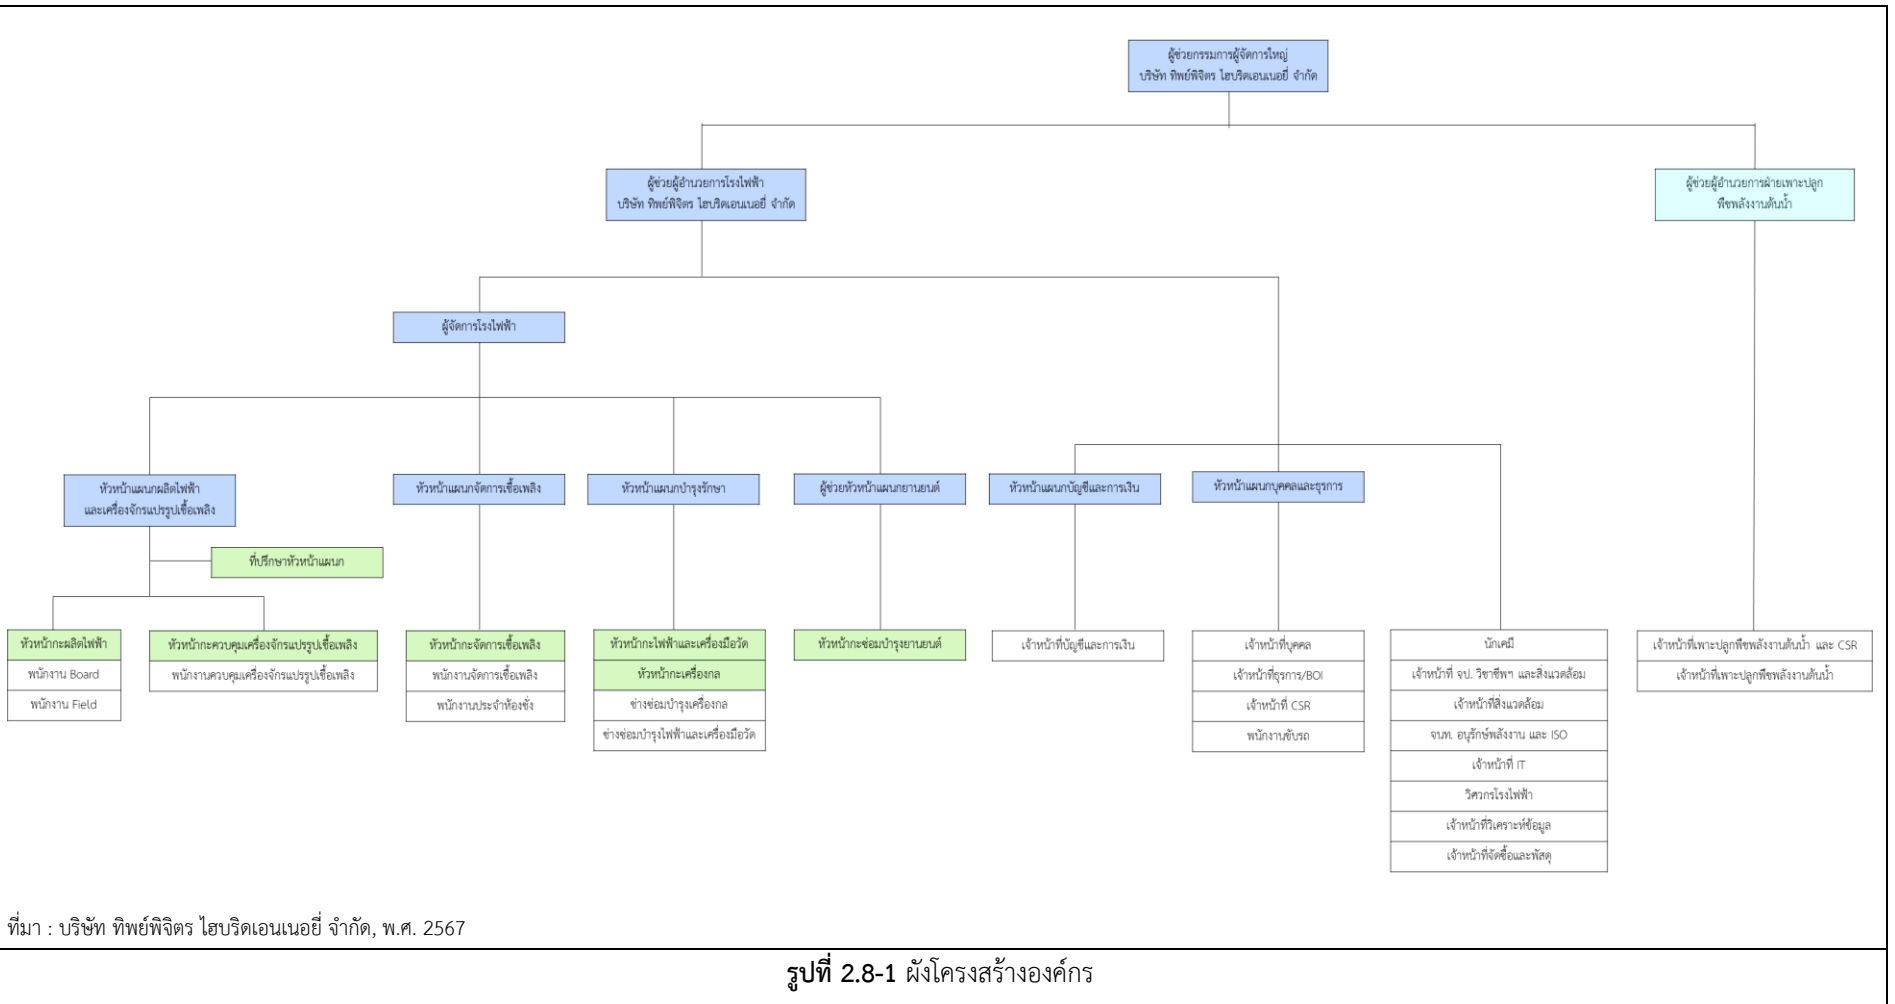 ผู้ช่วยกรรมการผู้จัดการใหญ่
บริษัท ทิพย์พิจิตร ไฮบริดเอนเนอยี่ จำกัด
ผู้ช่วยผู้อำนวยการโรงไฟฟ้า
บริษัท ทิพย์พิจิตร ไฮบริดเอนเนอยี่ จำกัด
ผู้ช่วยผู้อำนวยการฝ่ายเพาะปลูก
พืชพลังงานต้นน้ำ
ผู้จัดการโรงไฟฟ้า
หัวหน้าแผนกผลิตไฟฟ้า
และเครื่องจักรแปรรูปเชื้อเพลิง
หัวหน้าแผนกจัดการเชื้อเพลิง
หัวหน้าแผนกบำรุงรักษา
ผู้ช่วยหัวหน้าแผนกยานยนต์
หัวหน้าแผนกบัญชีและการเงิน
หัวหน้าแผนกบุคคลและธุรการ
ที่ปรึกษาหัวหน้าแผนก
หัวหน้ากะผลิตไฟฟ้า
พนักงาน Board
พนักงาน Field
หัวหน้ากะควบคุมเครื่องจักรแปรรูปเชื้อเพลิง
พนักงานควบคุมเครื่องจักรแปรรูปเชื้อเพลิง
หัวหน้ากะจัดการเชื้อเพลิง
พนักงานจัดการเชื้อเพลิง
พนักงานประจำห้องชั่ง
หัวหน้ากะไฟฟ้าและเครื่องมือวัด
หัวหน้ากะเครื่องกล
ช่างซ่อมบำรุงเครื่องกล
ช่างซ่อมบำรุงไฟฟ้าและเครื่องมือวัด
หัวหน้ากะซ่อมบำรุงยานยนต์
เจ้าหน้าที่บัญชีและการเงิน
เจ้าหน้าที่บุคคล
เจ้าหน้าที่ธุรการ/BOI
เจ้าหน้าที่ CSR
พนักงานขับรถ
นักเคมี
เจ้าหน้าที่ จป. วิชาชีพฯ และสิ่งแวดล้อม
เจ้าหน้าที่สิ่งแวดล้อม
จนท. อนุรักษ์พลังงาน และ ISO
เจ้าหน้าที่ IT
วิศวกรโรงไฟฟ้า
เจ้าหน้าที่วิเคราะห์ข้อมูล
เจ้าหน้าที่จัดซื้อและพัสดุ
เจ้าหน้าที่เพาะปลูกพืชพลังงานต้นน้ำ และ CSR
เจ้าหน้าที่เพาะปลูกพืชพลังงานต้นน้ำ
ที่มา : บริษัท ทิพย์พิจิตร ไฮบริดเอนเนอยี่ จำกัด, พ.ศ. 2567
รูปที่ 2.8-1 ผังโครงสร้างองค์กร